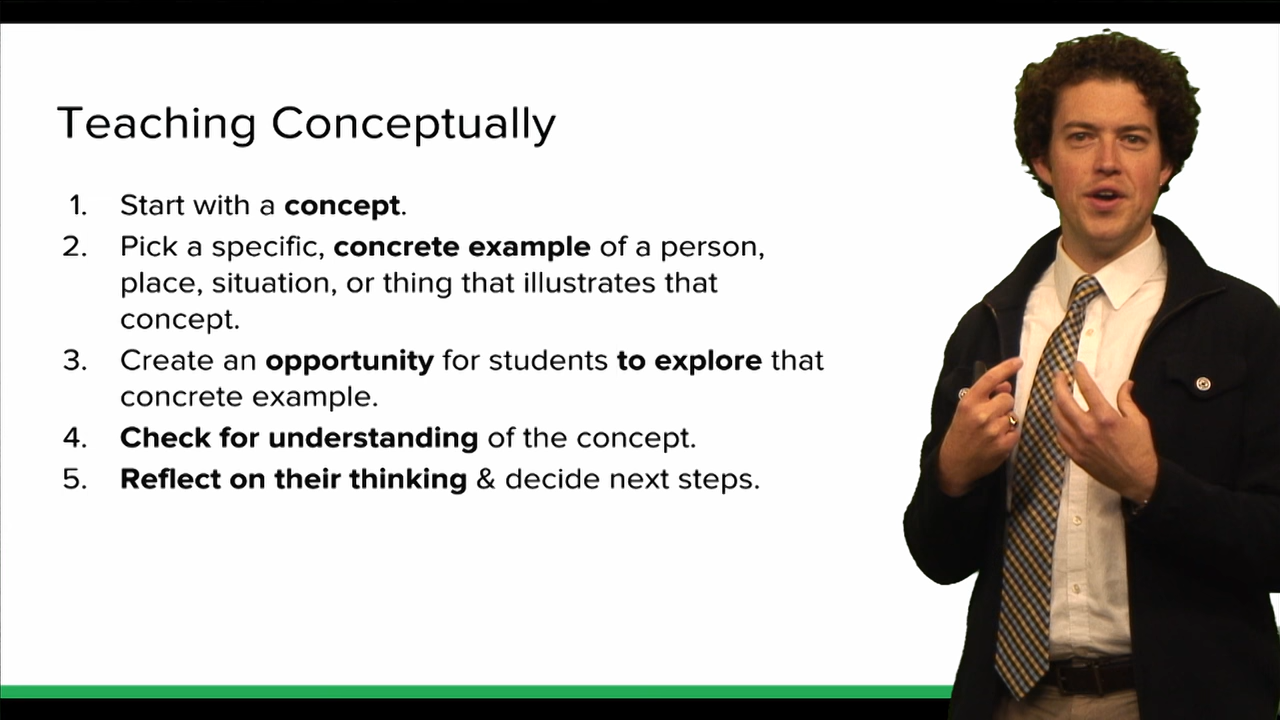 Teaching Conceptually
1. Start with a concept.
2. Pick a specific, concrete example of a person,
place, situation, or thing that illustrates that
concept.
3. Create an opportunity for students to explore that
concrete example.
4. Check for understanding of the concept.
5. Reflect on their thinking & decide next steps.